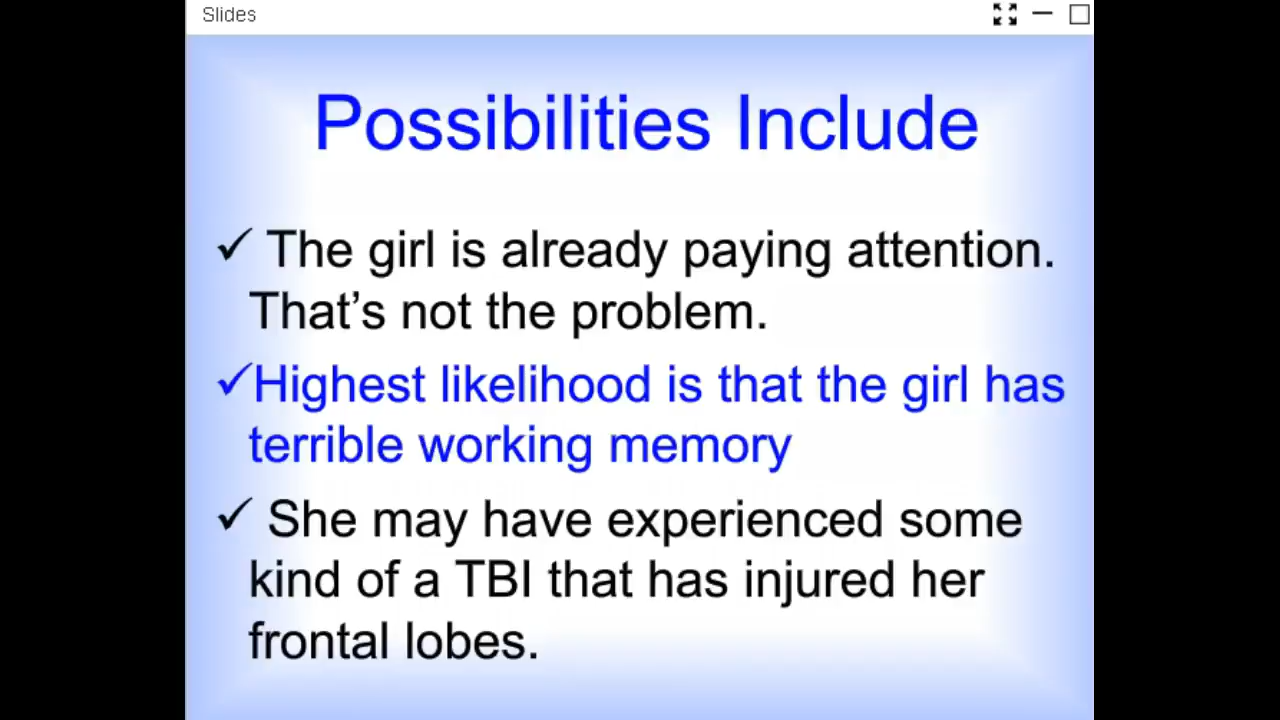 Slides
Possibilities Include
✓ The girl is already paying attention.
That’s not the problem.
✓Highest likelihood is that the girl has
terrible working memory
✓ She may have experienced some
kind of a TBI that has injured her
frontal lobes.